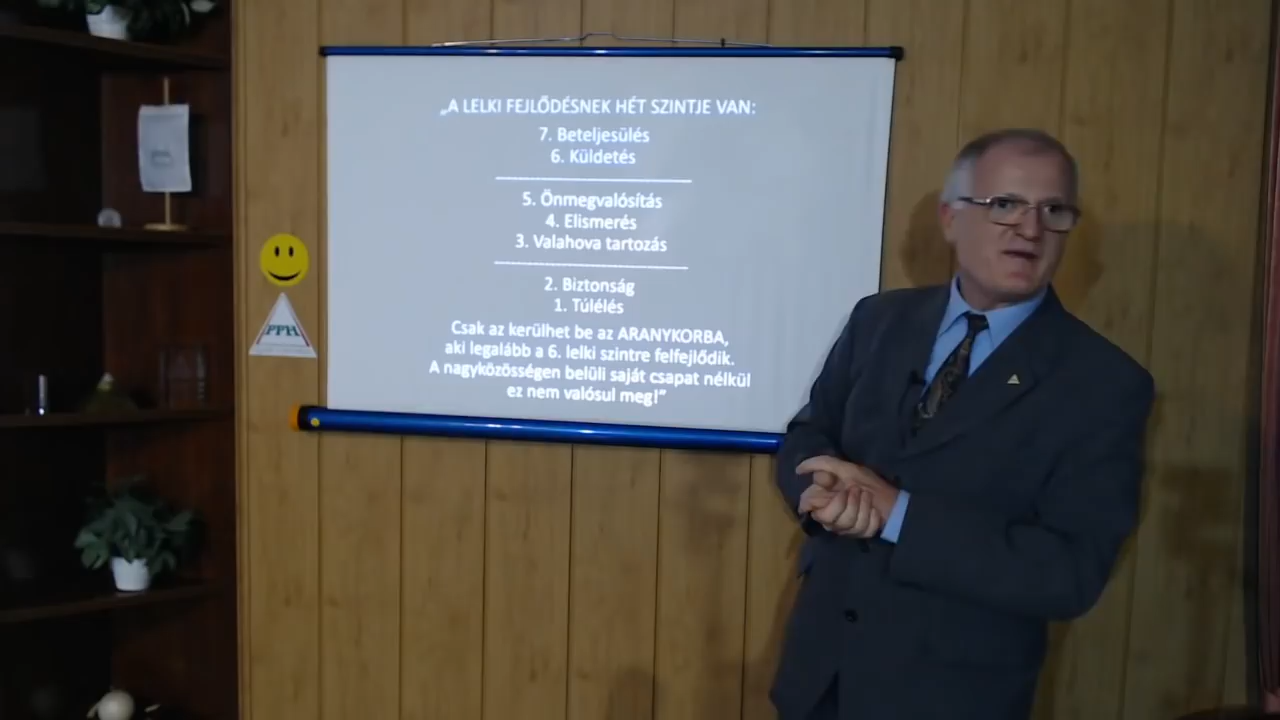 „A LELKI FEJLŐDÉSNEK HÉT SZINTJE VAN:
7. Beteljesülés
6. Küldetés
5. Önmegvalósítás
4. Elismerés
3. Valahova tartozás
2. Biztonság
1. Túlélés
Csak az kerülhet be az ARANYKORBA,
aki legalább a 6. lelki szintre felfejlődik.
A nagyközösségen belüli saját csapat nélkül
ez nem valósul meg!”
PPH